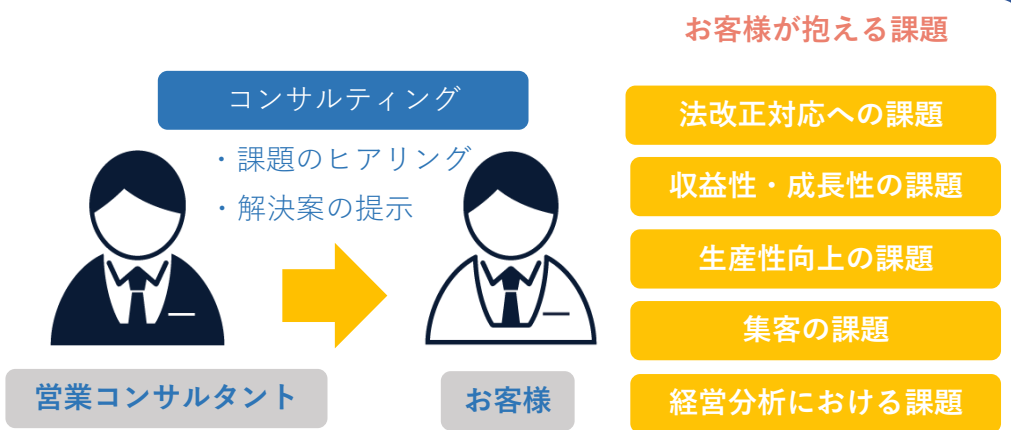 お客様が抱える課題
コンサルティング
・課題のヒアリング
・解決案の提示
営業コンサルタント
お客様
法改正対応への課題
収益性・成長性の課題
生産性向上の課題
集客の課題
経営分析における課題